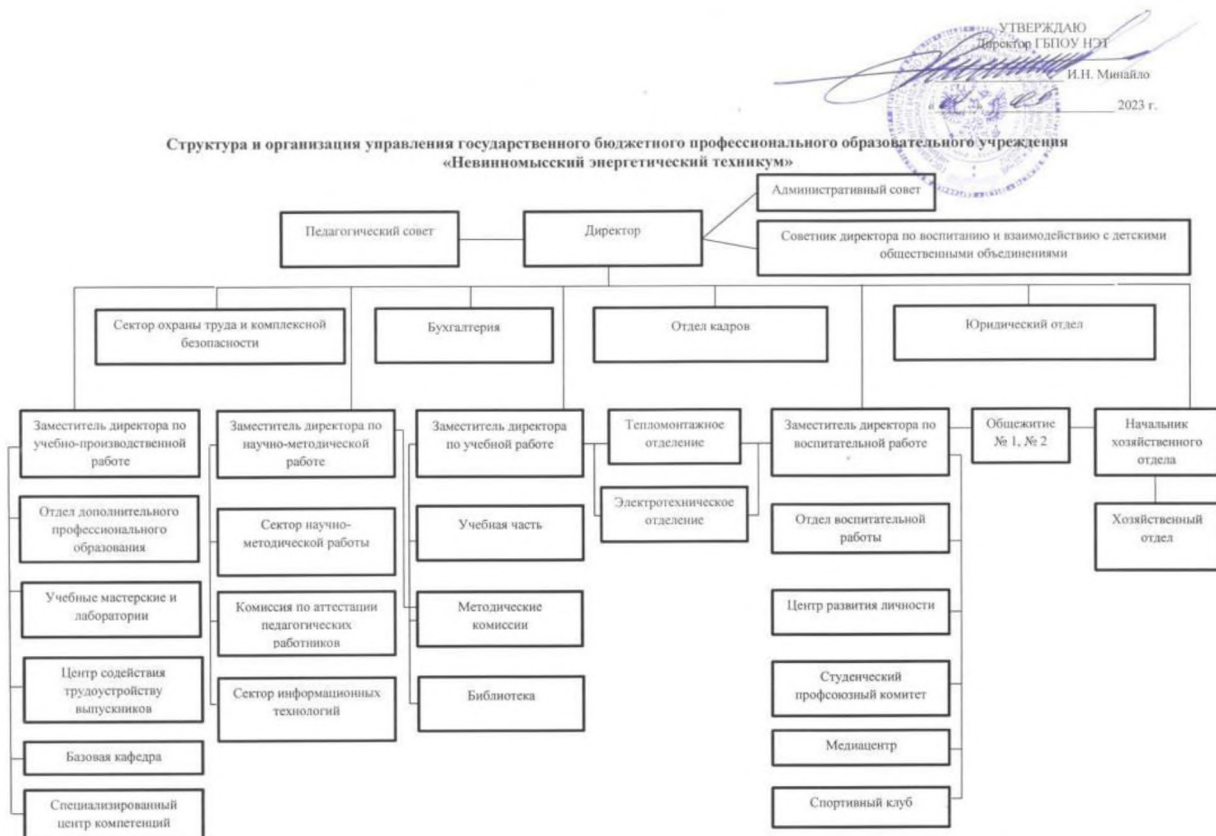 УТВЕРЖДАЮ
Директор ГБПОУ НЭТ
И.Н. Минайло
2023 г.
Структура и организация управления государственного бюджетного профессионального образовательного учреждения
«Невинномысский энергетический техникум»
Административный совет
Педагогический совет
Директор
Советник директора по воспитанию и взаимодействию с детскими
общественными объединениями
Сектор охраны труда и комплексной
безопасности
Бухгалтерия
Отдел кадров
Юридический отдел
Заместитель директора по
учебно-производственной
работе
Заместитель директора по
научно-методической
работе
Заместитель директора
по учебной работе
Тепломонтажное
отделение
Заместитель директора по
воспитательной работе
Общежитие
№ 1, № 2
Начальник
хозяйственного
отдела
Отдел дополнительного
профессионального
образования
Сектор научно-
методической работы
Учебная часть
Электротехническое
отделение
Отдел воспитательной
работы
Хозяйственный
отдел
Учебные мастерские и
лаборатории
Комиссия по аттестации
педагогических
работников
Методические
комиссии
Центр развития личности
Центр содействия
трудоустройству
выпускников
Сектор информационных
технологий
Библиотека
Студенческий
профсоюзный комитет
Базовая кафедра
Медиацентр
Специализированный
центр компетенций
Спортивный клуб